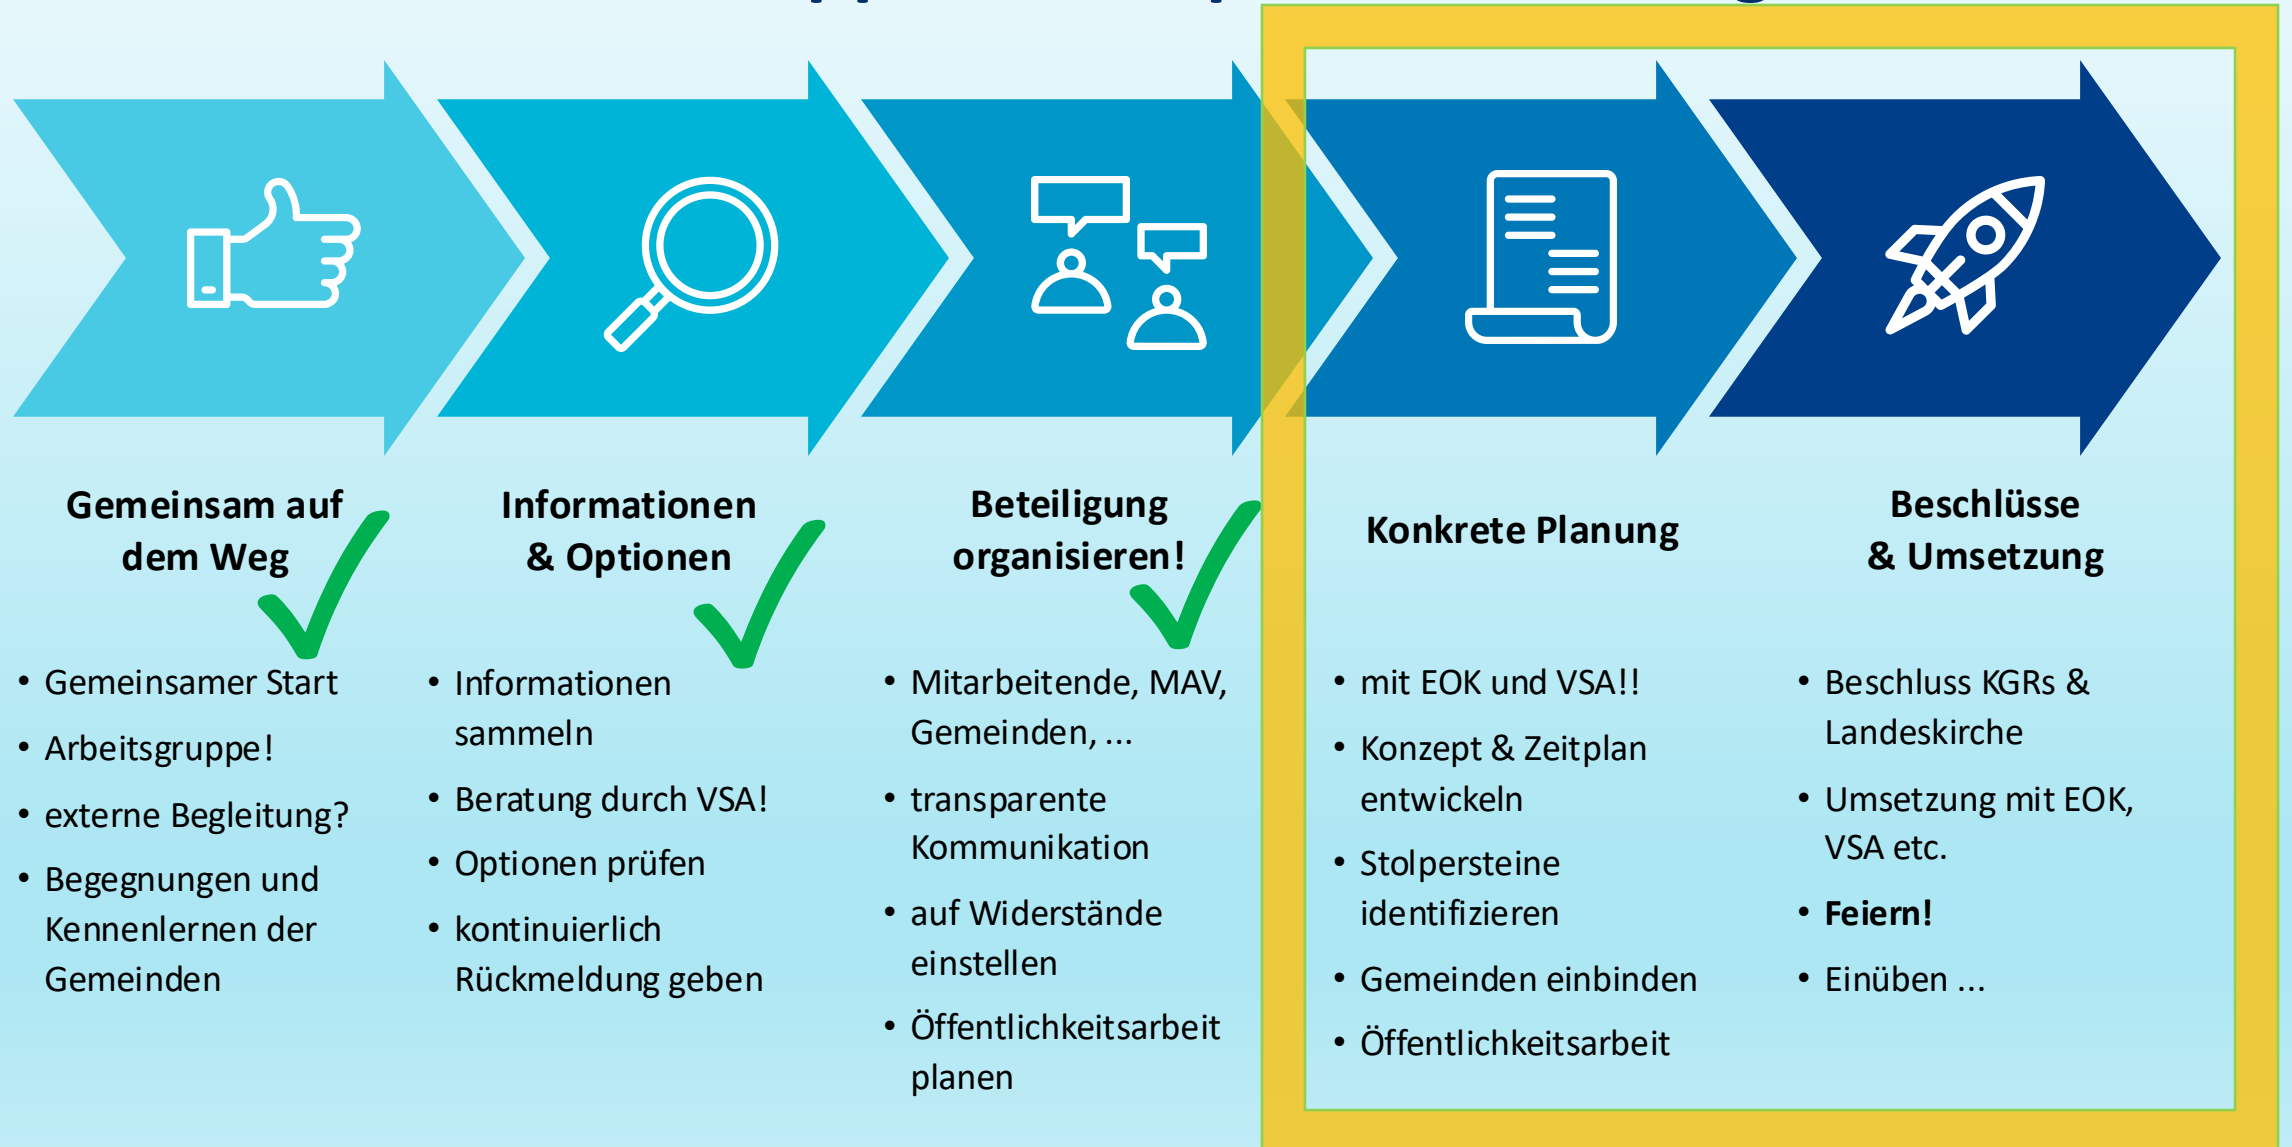 Gemeinsam auf
dem Weg
• Gemeinsamer Start
• Arbeitsgruppe!
• externe Begleitung?
• Begegnungen und
Kennenlernen der
Gemeinden
Informationen
& Optionen
• Informationen
sammeln
• Beratung durch VSA!
• Optionen prüfen
• kontinuierlich
Rückmeldung geben
Beteiligung
organisieren!
• Mitarbeitende, MAV,
Gemeinden, ...
• transparente
Kommunikation
• auf Widerstände
einstellen
• Öffentlichkeitsarbeit
planen
Konkrete Planung
• mit EOK und VSA!!
• Konzept & Zeitplan
entwickeln
• Stolpersteine
identifizieren
• Gemeinden einbinden
• Öffentlichkeitsarbeit
Beschlüsse
& Umsetzung
• Beschluss KGRs &
Landeskirche
• Umsetzung mit EOK,
VSA etc.
• Feiern!
• Einüben ...